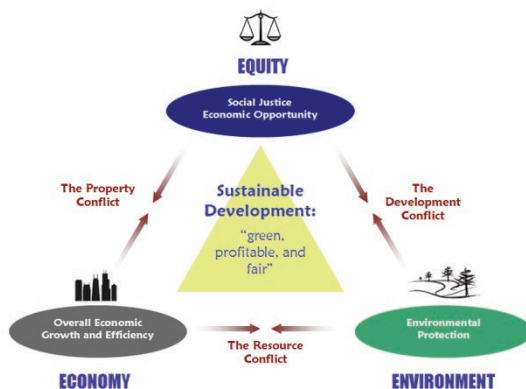 EQUITY
Social Justice
Economic Opportunity
The Property
Conflict
Sustainable
Development:
“green,
profitable, and
fair”
The
Development
Conflict
Overall Economic
Growth and Efficiency
The Resource
Conflict
Environmental
Protection
ECONOMY
ENVIRONMENT